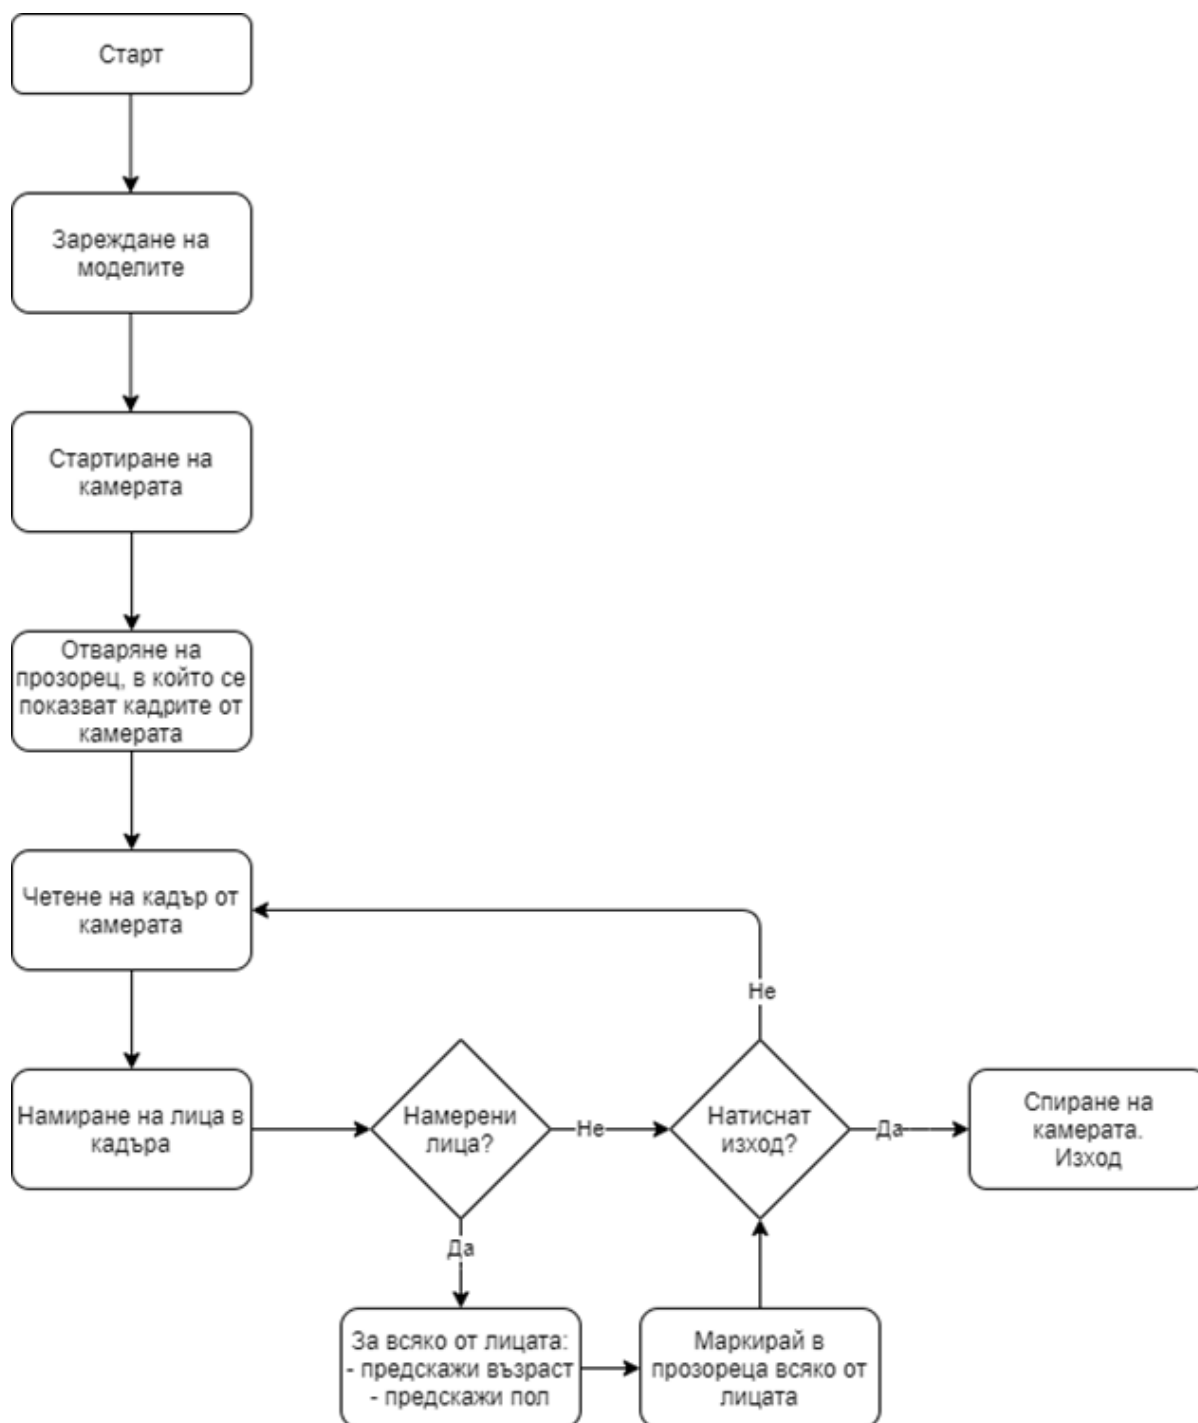 Старт
Зареждане на
моделите
Стартиране на
камерата
Отваряне на
прозорец, в който се
показват кадрите от
камерата
Четене на кадър от
камерата
Не
Намиране на лица в
кадъра
Намерени
лица?
Не
Натиснат
изход?
Да
Спиране на
камерата.
Изход
Да
За всяко от лицата:
- предскажи възраст
- предскажи пол
Маркирай в
прозореца всяко от
лицата